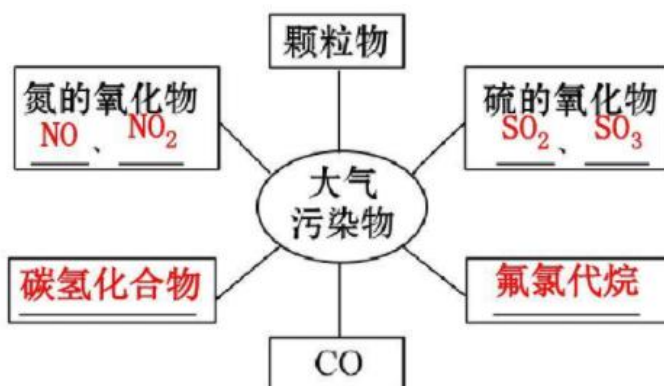 颗粒物
氮的氧化物
NO、NO₂
硫的氧化物
SO₂、SO₃
大气
污染物
碳氢化合物
氟氯代烷
CO